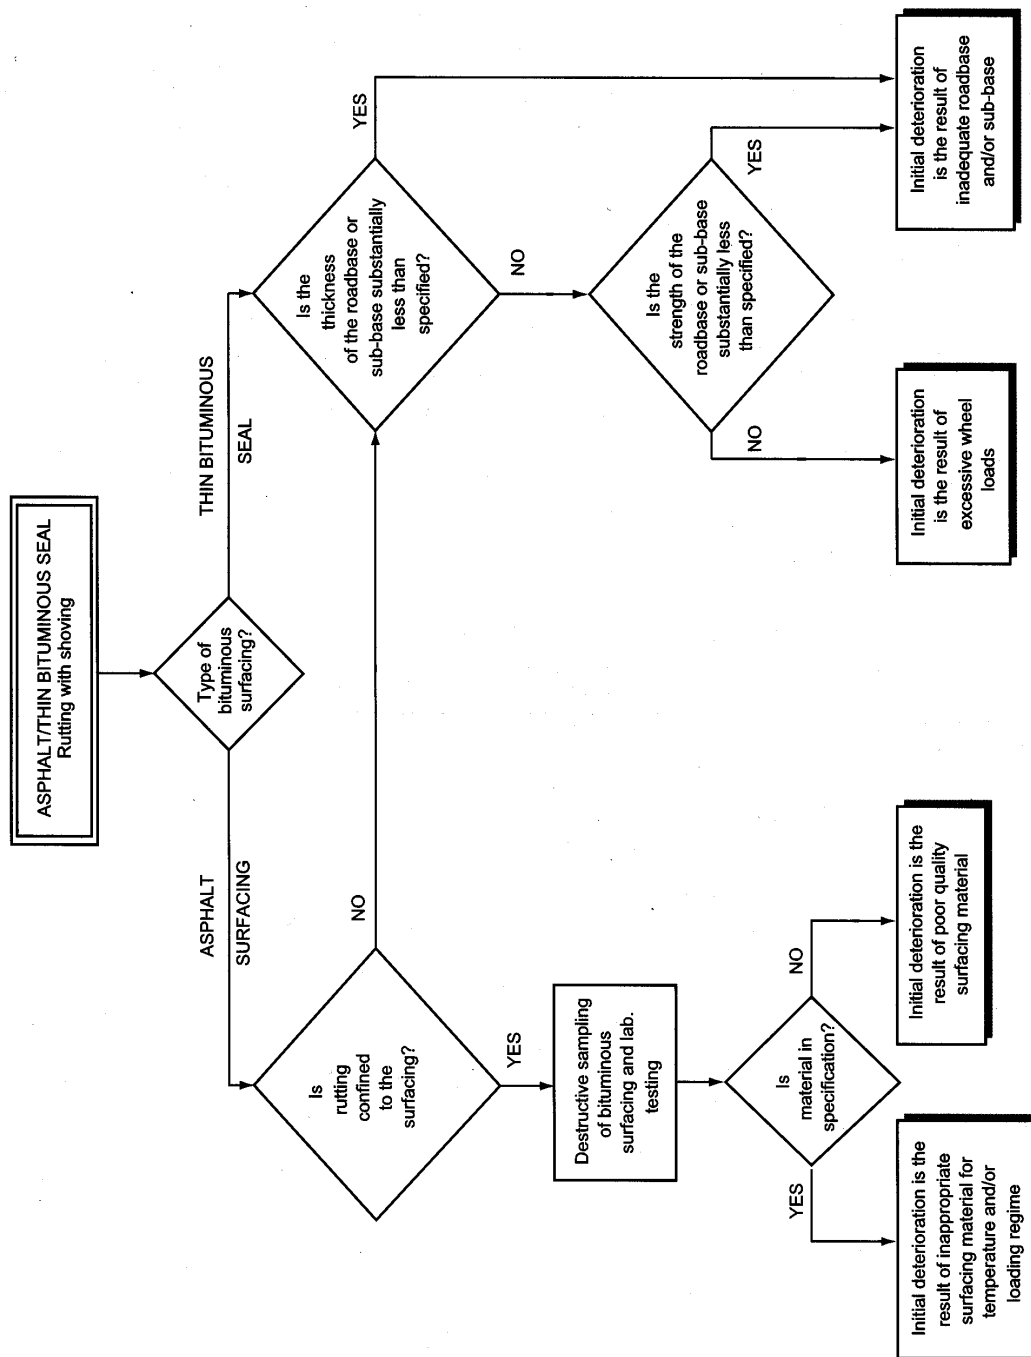 ASPHALT/THIN BITUMINOUS SEAL
Rutting with shoving
Type of
bituminous
surfacing?
ASPHALT
SURFACING
THIN BITUMINOUS
SEAL
Is
rutting
confined
to the
surfacing?
NO
YES
Is the
thickness
of the roadbase or
sub-base substantially
less than
specified?
YES
NO
Destructive sampling
of bituminous
surfacing and lab.
testing
Is the
strength of the
roadbase or sub-base
substantially less
than specified?
NO
YES
Is
material in
specification?
YES
NO
Initial deterioration is the
result of inappropriate
surfacing material for
temperature and/or
loading regime
Initial deterioration is the
result of poor quality
surfacing material
Initial deterioration
is the result of
excessive wheel
loads
Initial deterioration
is the result of
inadequate roadbase
and/or sub-base